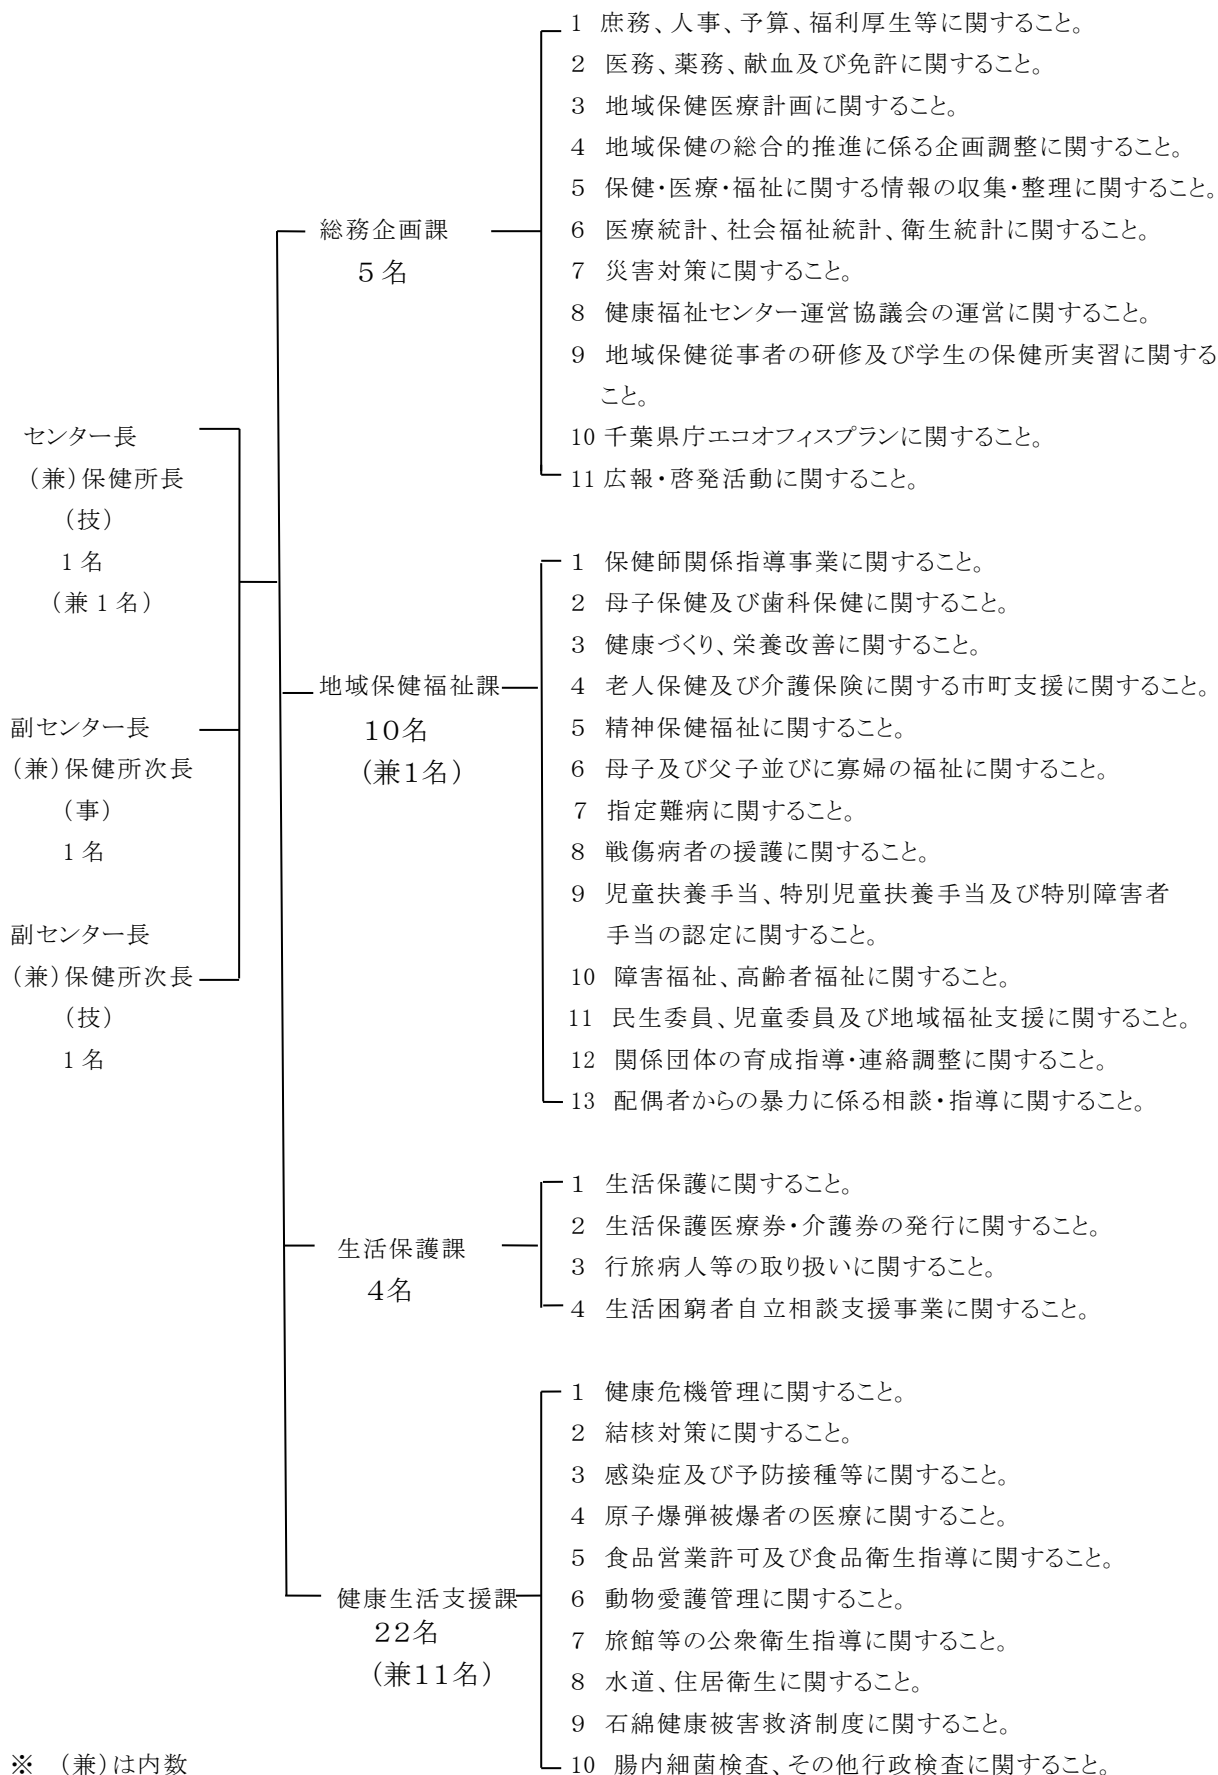 センター長
（兼）保健所長
（技）
1名
（兼1名）
副センター長
（兼）保健所次長
（事）
1名
副センター長
（兼）保健所次長
（技）
1名
総務企画課
5名
1 庶務、人事、予算、福利厚生等に関すること。
2 医務、薬務、献血及び免許に関すること。
3 地域保健医療計画に関すること。
4 地域保健の総合的推進に係る企画調整に関すること。
5 保健・医療・福祉に関する情報の収集・整理に関すること。
6 医療統計、社会福祉統計、衛生統計に関すること。
7 災害対策に関すること。
8 健康福祉センター運営協議会の運営に関すること。
9 地域保健従事者の研修及び学生の保健所実習に関する
こと。
10 千葉県庁エコオフィスプランに関すること。
11 広報・啓発活動に関すること。
地域保健福祉課
10名
（兼1名）
1 保健師関係指導事業に関すること。
2 母子保健及び歯科保健に関すること。
3 健康づくり、栄養改善に関すること。
4 老人保健及び介護保険に関する市町支援に関すること。
5 精神保健福祉に関すること。
6 母子及び父子並びに寡婦の福祉に関すること。
7 指定難病に関すること。
8 戦傷病者の援護に関すること。
9 児童扶養手当、特別児童扶養手当及び特別障害者
手当の認定に関すること。
10 障害福祉、高齢者福祉に関すること。
11 民生委員、児童委員及び地域福祉支援に関すること。
12 関係団体の育成指導・連絡調整に関すること。
13 配偶者からの暴力に係る相談・指導に関すること。
生活保護課
4名
1 生活保護に関すること。
2 生活保護医療券・介護券の発行に関すること。
3 行旅病人等の取り扱いに関すること。
4 生活困窮者自立相談支援事業に関すること。
健康生活支援課
22名
（兼11名）
1 健康危機管理に関すること。
2 結核対策に関すること。
3 感染症及び予防接種等に関すること。
4 原子爆弾被爆者の医療に関すること。
5 食品営業許可及び食品衛生指導に関すること。
6 動物愛護管理に関すること。
7 旅館等の公衆衛生指導に関すること。
8 水道、住居衛生に関すること。
9 石綿健康被害救済制度に関すること。
10 腸内細菌検査、その他行政検査に関すること。
※ （兼）は内数